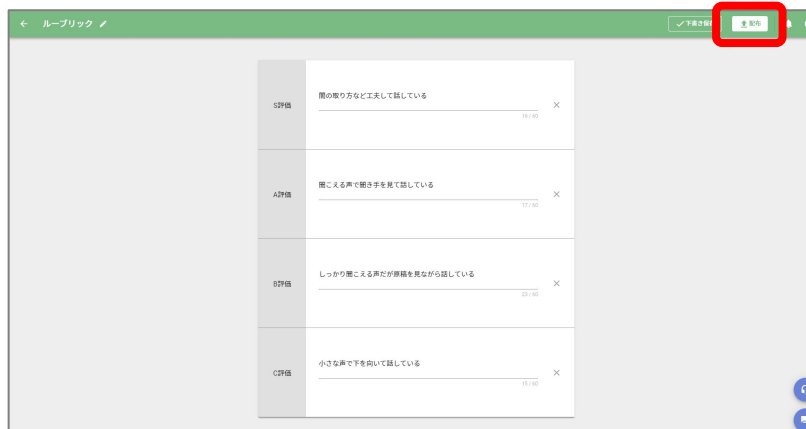 ループリック
下書き保存
配布
S評価
間の取り方など工夫して話している
16 / 60
A評価
聞こえる声で聞き手を見て話している
17 / 60
B評価
しっかり聞こえる声だが原稿を見ながら話している
23 / 60
C評価
小さな声で下を向いて話している
15 / 60